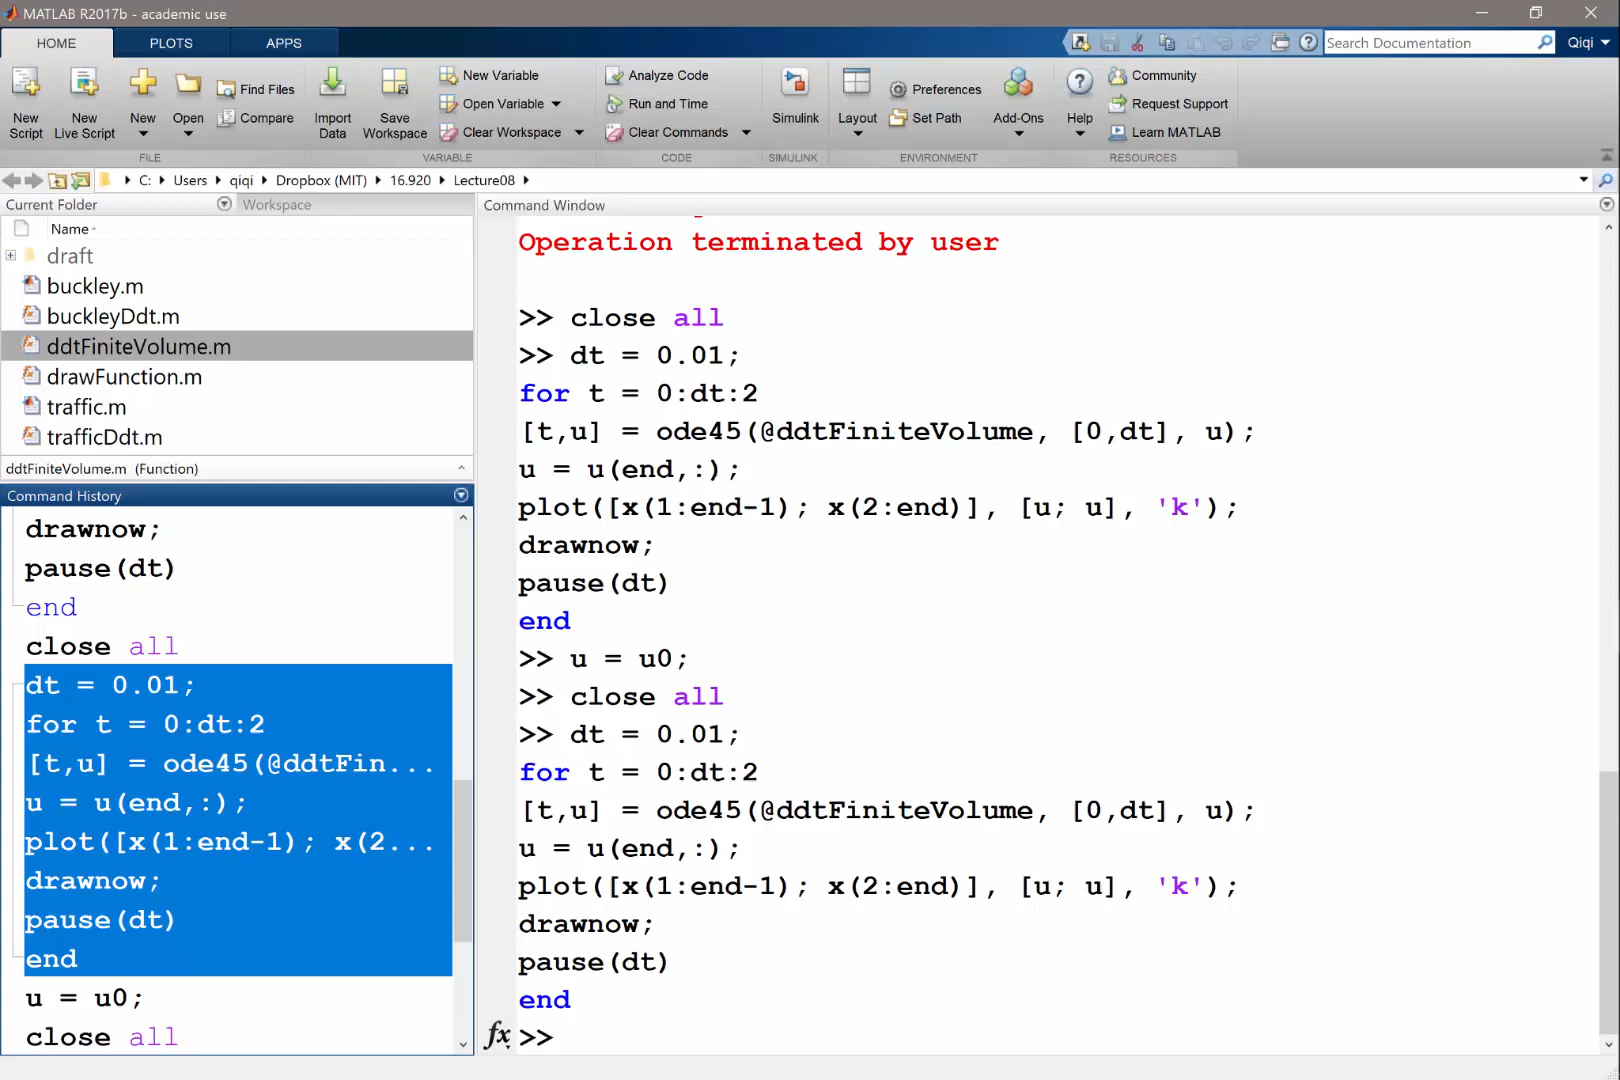 MATLAB R2017b - academic use
HOME PLOTS APPS
Search Documentation Qiqi
New Script
New Live Script
New
Open
Find Files
Compare
Import Data
Save Workspace
New Variable
Open Variable
Clear Workspace
Analyze Code
Run and Time
Clear Commands
Simulink
Layout
Preferences
Set Path
Add-Ons
Help
Community
Request Support
Learn MATLAB
FILE VARIABLE CODE SIMULINK ENVIRONMENT RESOURCES
C: Users qiqi Dropbox (MIT) 16.920 Lecture08
Current Folder Workspace
Name
draft
buckley.m
buckleyDdt.m
ddtFiniteVolume.m
drawFunction.m
traffic.m
trafficDdt.m
ddtFiniteVolume.m (Function)
Command History
drawnow;
pause(dt)
end
close all
dt = 0.01;
for t = 0:dt:2
[t,u] = ode45(@ddtFin...
u = u(end,:);
plot([x(1:end-1); x(2...
drawnow;
pause(dt)
end
u = u0;
close all
Command Window
Operation terminated by user
>> close all
>> dt = 0.01;
for t = 0:dt:2
[t,u] = ode45(@ddtFiniteVolume, [0,dt], u);
u = u(end,:);
plot([x(1:end-1); x(2:end)], [u; u], 'k');
drawnow;
pause(dt)
end
>> u = u0;
>> close all
>> dt = 0.01;
for t = 0:dt:2
[t,u] = ode45(@ddtFiniteVolume, [0,dt], u);
u = u(end,:);
plot([x(1:end-1); x(2:end)], [u; u], 'k');
drawnow;
pause(dt)
end
fx >>